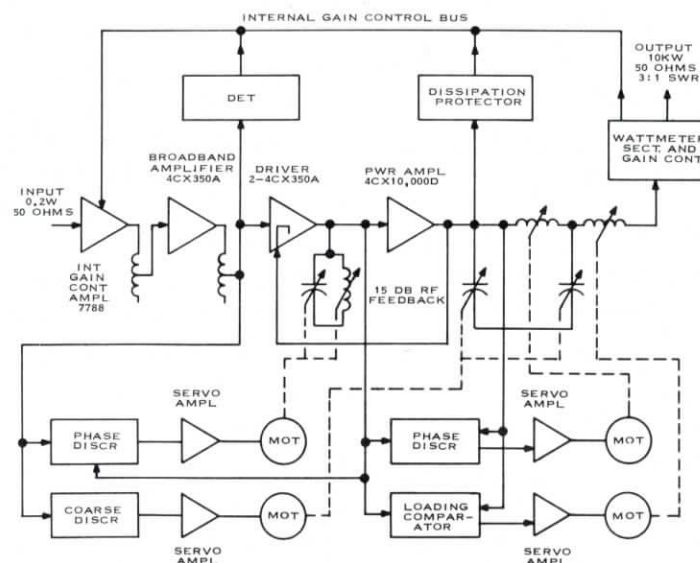 INTERNAL GAIN CONTROL BUS
OUTPUT
10KW
50 OHMS
3:1 SWR
DET
DISSIPATION
PROTECTOR
WATTMETER
SECT. AND
GAIN CONT
BROADBAND
AMPLIFIER
4CX350A
DRIVER
2-4CX350A
PWR AMPL
4CX10,000D
INPUT
0.2W
50 OHMS
INT
GAIN
CONT
AMPL
7788
15 DB RF
FEEDBACK
SERVO
AMPL
PHASE
DISCR
MOT
SERVO
AMPL
PHASE
DISCR
MOT
COARSE
DISCR
MOT
SERVO
AMPL
LOADING
COMPAR-
ATOR
MOT
SERVO
AMPL